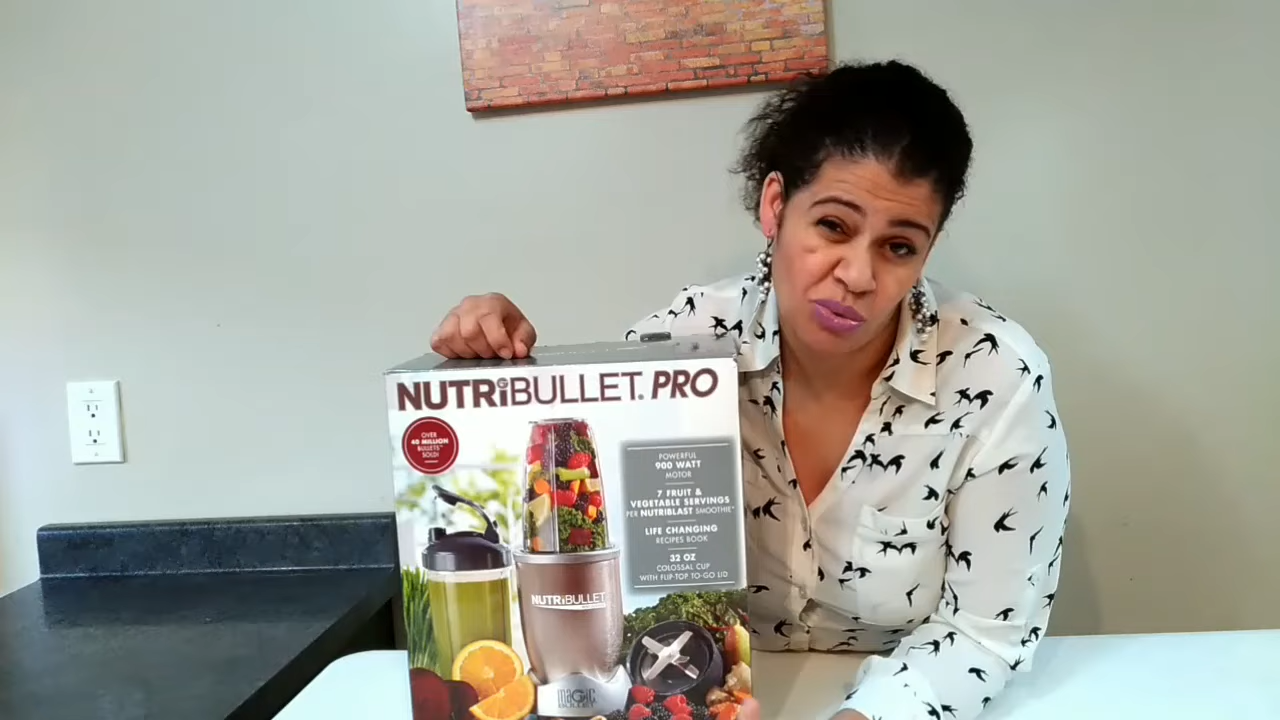 NUTRiBULLET. PRO
OVER
40 MILLION
BULLETS™
SOLD!
POWERFUL
900 WATT
MOTOR
7 FRUIT &
VEGETABLE SERVINGS
PER NUTRIBLAST SMOOTHIE*
LIFE CHANGING
RECIPES BOOK
32 OZ
COLOSSAL CUP
WITH FLIP-TOP TO-GO LID
NUTRiBULLET
MAGIC
BULLET